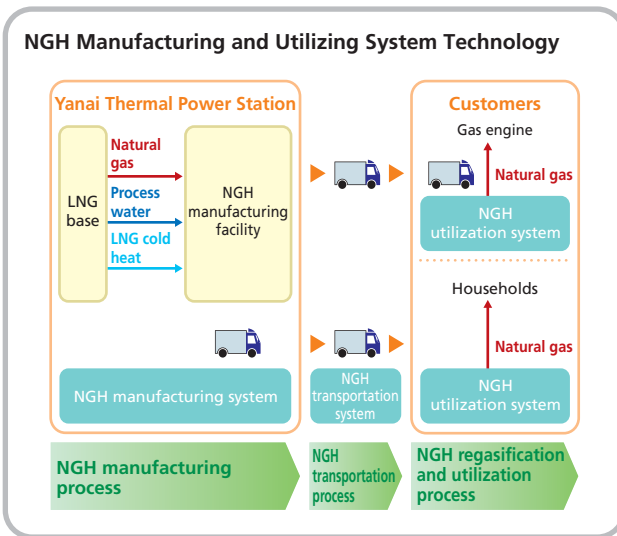 NGH Manufacturing and Utilizing System Technology
Yanai Thermal Power Station
LNG
base
Natural
gas
Process
water
LNG cold
heat
NGH
manufacturing
facility
NGH manufacturing system
NGH
transportation
system
Customers
Gas engine
Natural gas
NGH
utilization system
Households
Natural gas
NGH
utilization system
NGH manufacturing
process
NGH
transportation
process
NGH regasification
and utilization
process